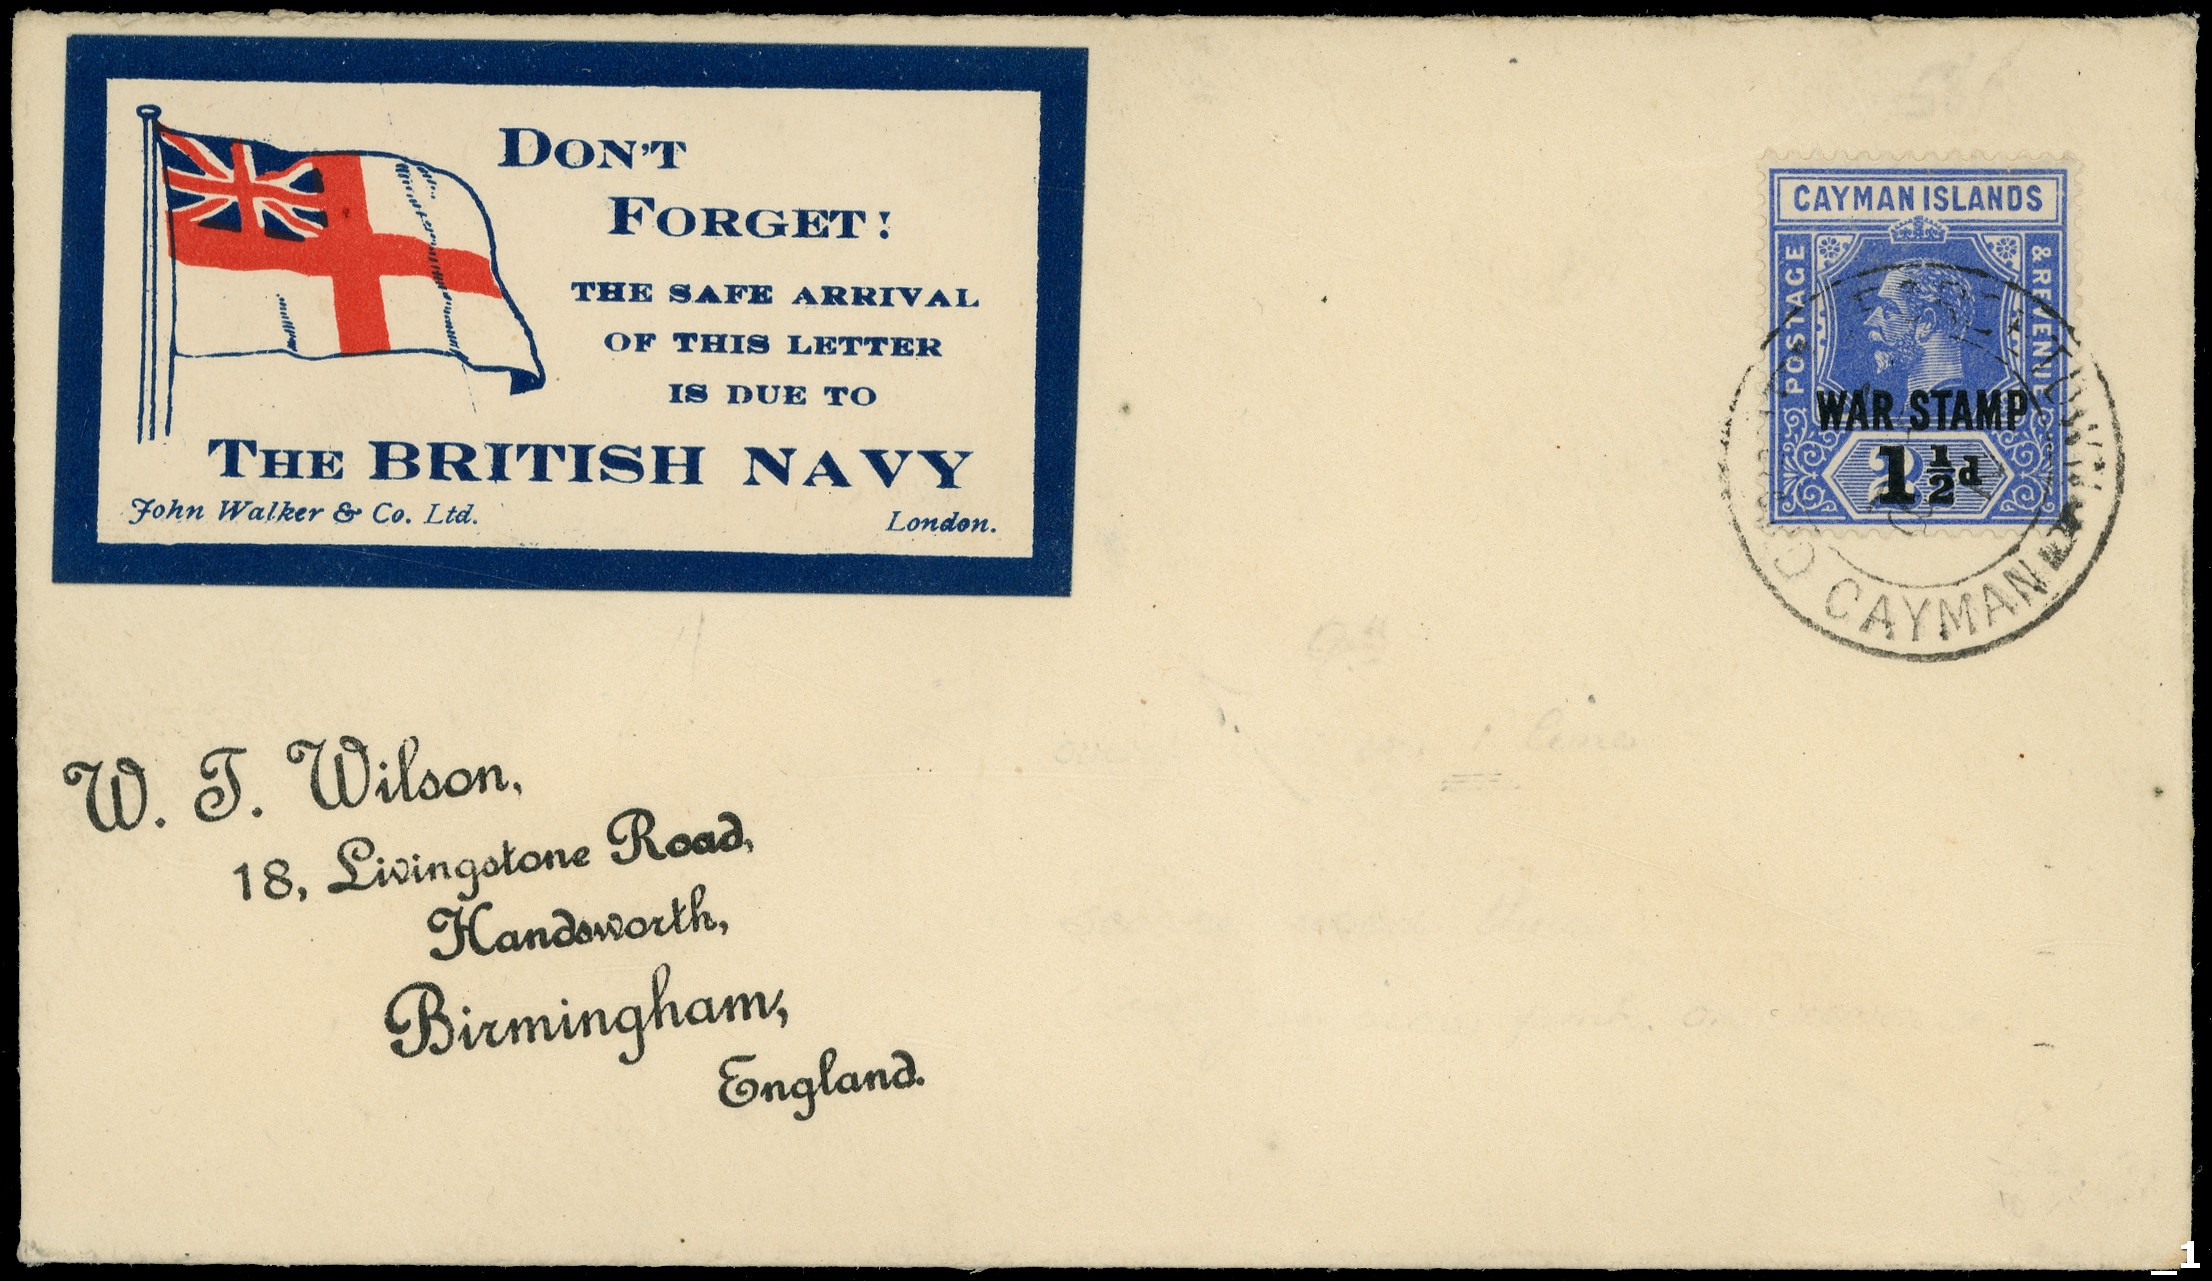 DON'T
FORGET!
THE SAFE ARRIVAL
OF THIS LETTER
IS DUE TO
THE BRITISH NAVY
John Walker & Co. Ltd. London.
CAYMAN ISLANDS
POSTAGE & REVENUE
WAR STAMP
1½d
CAYMAN
W. T. Wilson,
18, Livingstone Road,
Handsworth,
Birmingham,
England.
_1